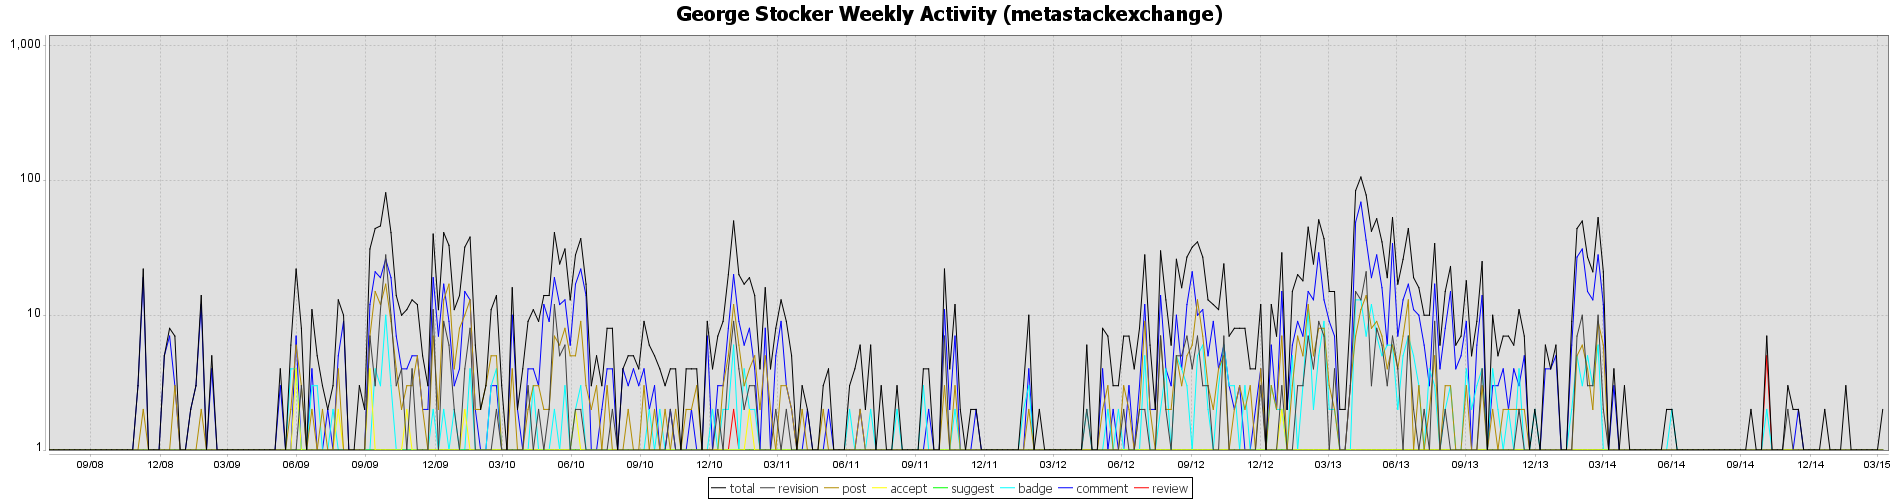 George Stocker Weekly Activity (metastackexchange)
1,000
100
10
1
09/08 12/08 03/09 06/09 09/09 12/09 03/10 06/10 09/10 12/10 03/11 06/11 09/11 12/11 03/12 06/12 09/12 12/12 03/13 06/13 09/13 12/13 03/14 06/14 09/14 12/14 03/15
total revision post accept suggest badge comment review